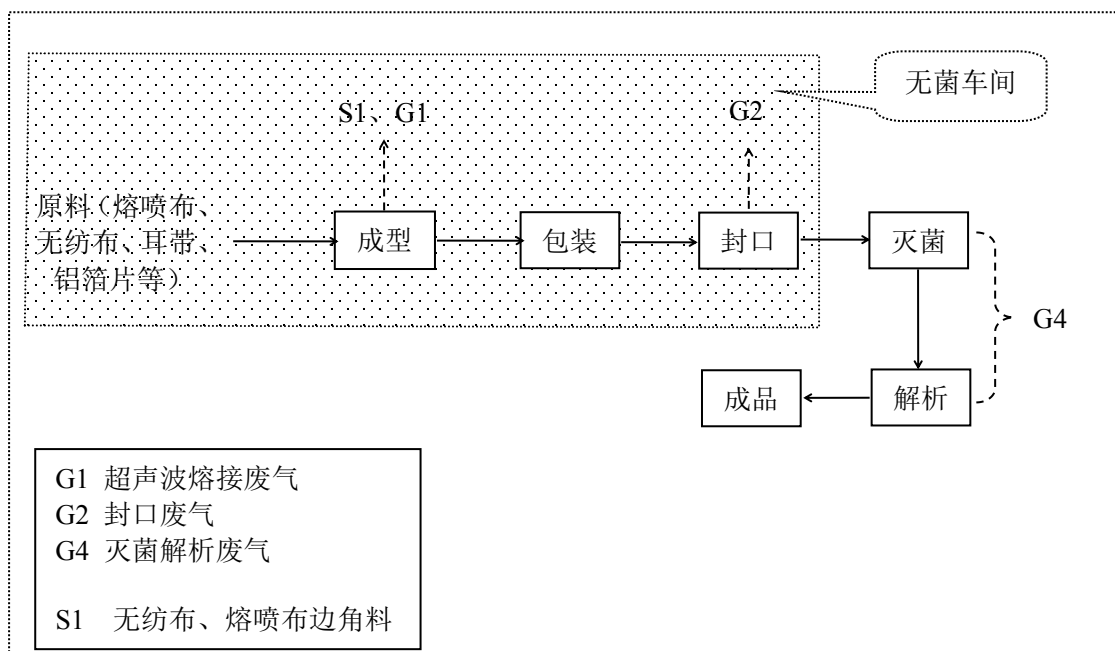 无菌车间
S1、G1
G2
原料（熔喷布、
无纺布、耳带、
铝箔片等）
成型
包装
封口
灭菌
G4
成品
解析
G1 超声波熔接废气
G2 封口废气
G4 灭菌解析废气
S1 无纺布、熔喷布边角料